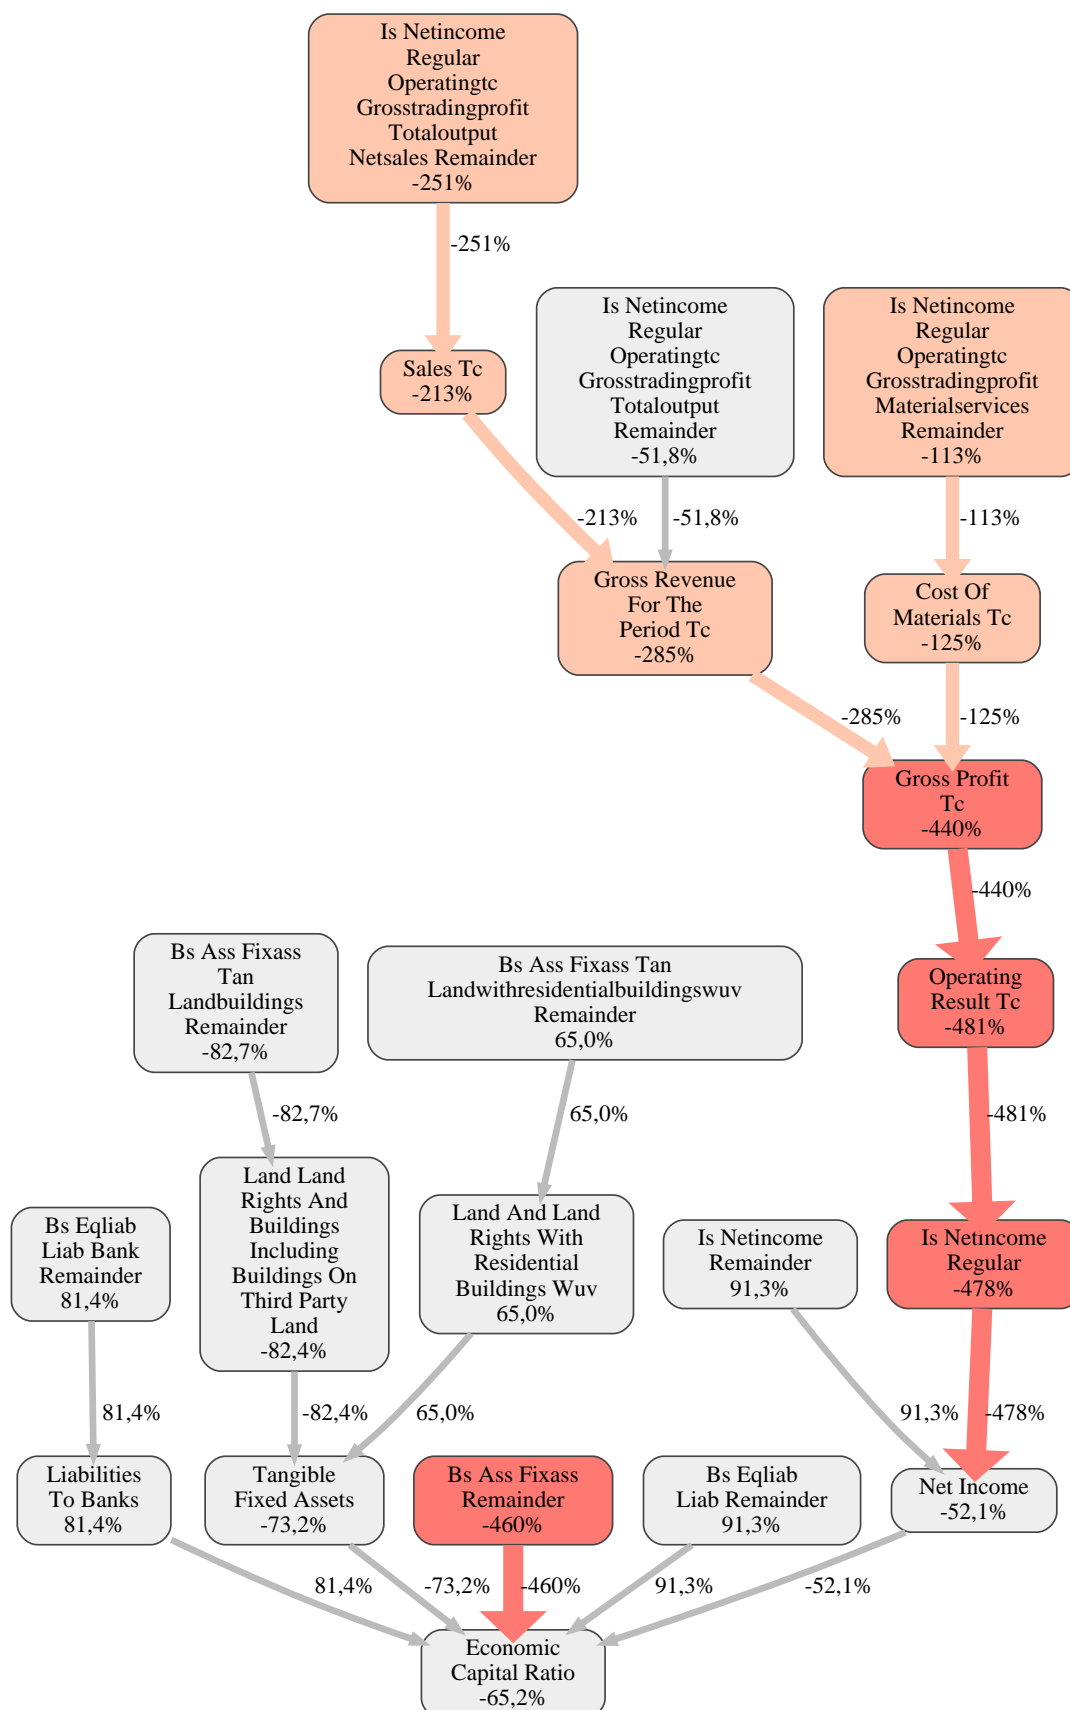 Is Netincome
Regular
Operatingtc
Grosstradingprofit
Totaloutput
Netsales Remainder
-251%
-251%
Sales Tc
-213%
Is Netincome
Regular
Operatingtc
Grosstradingprofit
Totaloutput
Remainder
-51,8%
Is Netincome
Regular
Operatingtc
Grosstradingprofit
Materialservices
Remainder
-113%
-213%
-51,8%
-113%
Gross Revenue
For The
Period Tc
-285%
Cost Of
Materials Tc
-125%
-285%
-125%
Gross Profit
Tc
-440%
-440%
Bs Ass Fixass
Tan
Landbuildings
Remainder
-82,7%
Bs Ass Fixass Tan
Landwithresidentialbuildingswuv
Remainder
65,0%
Operating
Result Tc
-481%
-82,7%
65,0%
-481%
Bs Eqliab
Liab Bank
Remainder
81,4%
Land Land
Rights And
Buildings
Including
Buildings On
Third Party
Land
-82,4%
Land And Land
Rights With
Residential
Buildings Wuv
65,0%
Is Netincome
Remainder
91,3%
Is Netincome
Regular
-478%
81,4%
-82,4%
65,0%
91,3%
-478%
Liabilities
To Banks
81,4%
Tangible
Fixed Assets
-73,2%
Bs Ass Fixass
Remainder
-460%
Bs Eqliab
Liab Remainder
91,3%
Net Income
-52,1%
81,4%
-73,2%
-460%
91,3%
-52,1%
Economic
Capital Ratio
-65,2%